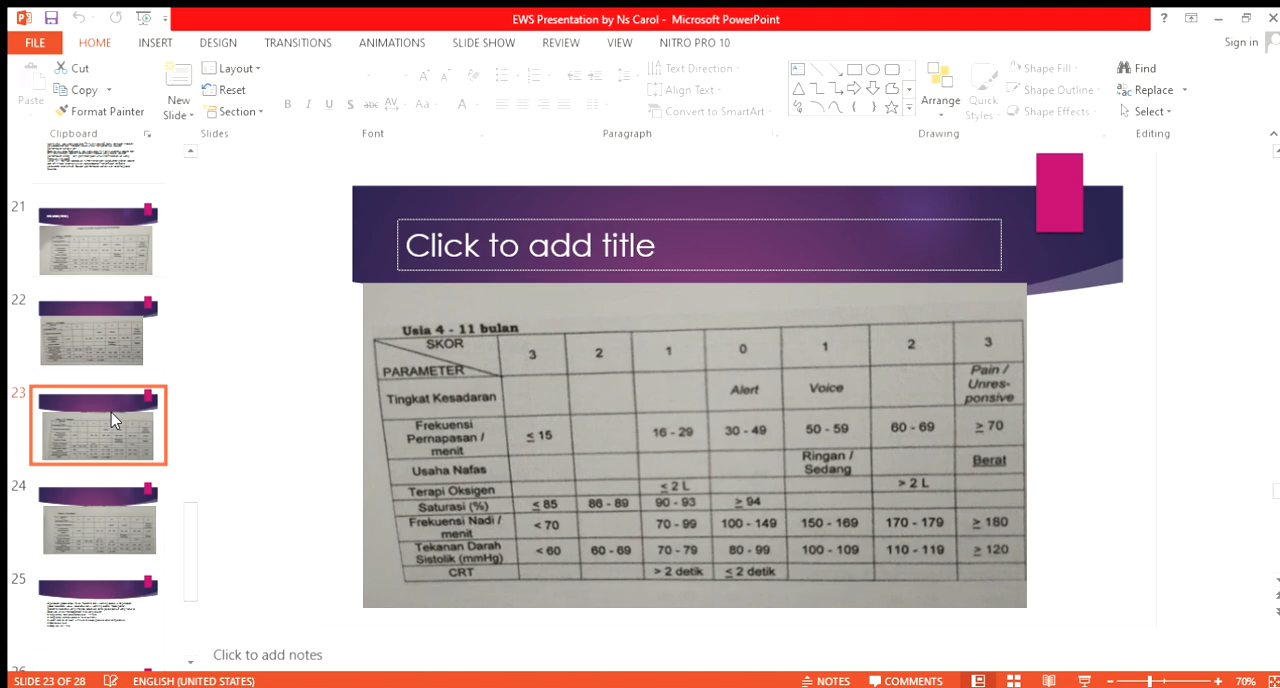 EWS Presentation by Ns Carol - Microsoft PowerPoint
FILE HOME INSERT DESIGN TRANSITIONS ANIMATIONS SLIDE SHOW REVIEW VIEW NITRO PRO 10 Sign in
Paste
Cut
Copy
Format Painter
Clipboard
New Slide
Layout
Reset
Section
Slides
B I U S abc AV Aa A
Font
Text Direction
Align Text
Convert to SmartArt
Paragraph
Arrange
Quick Styles
Shape Fill
Shape Outline
Shape Effects
Drawing
Find
Replace
Select
Editing
21
22
23
24
25
26
Click to add title
Usia 4 - 11 bulan
SKOR
PARAMETER 3 2 1 0 1 2 3
Tingkat Kesadaran Alert Voice Pain / Unres- ponsive
Frekuensi Pernapasan / menit ≤ 15 16 - 29 30 - 49 50 - 59 60 - 69 ≥ 70
Usaha Nafas Ringan / Sedang Berat
Terapi Oksigen ≤ 2 L > 2 L
Saturasi (%) ≤ 85 86 - 89 90 - 93 ≥ 94
Frekuensi Nadi / menit < 70 70 - 99 100 - 149 150 - 169 170 - 179 ≥ 180
Tekanan Darah Sistolik (mmHg) < 60 60 - 69 70 - 79 80 - 99 100 - 109 110 - 119 ≥ 120
CRT > 2 detik ≤ 2 detik
Click to add notes
SLIDE 23 OF 28 ENGLISH (UNITED STATES) NOTES COMMENTS 70%